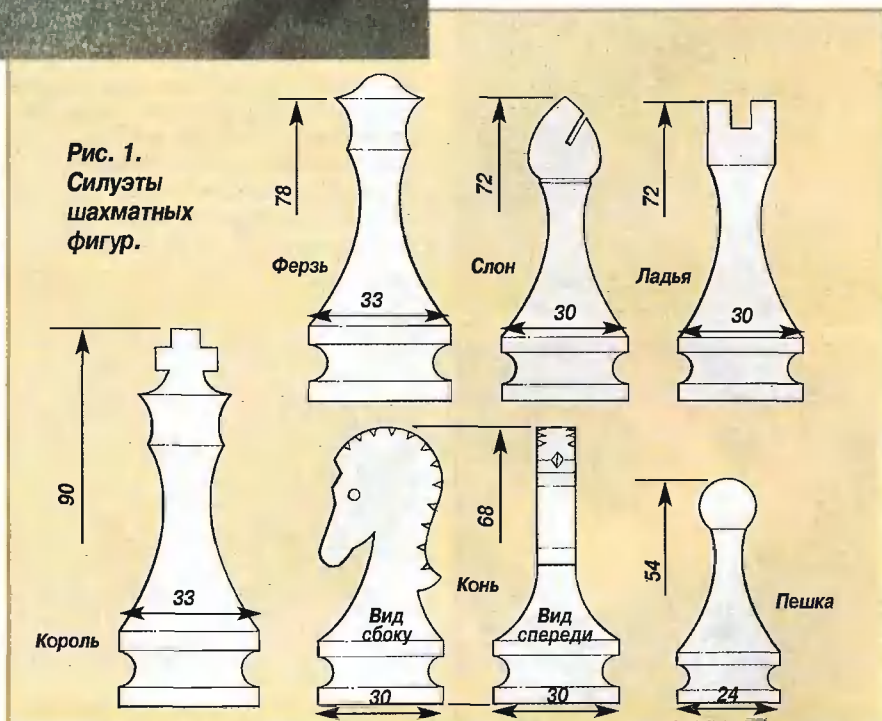 Рис. 1.
Силуэты
шахматных
фигур.
78
Ферзь
33
72
Слон
30
72
Ладья
30
90
33
Король
Вид
сбоку
30
68
Конь
Вид
спереди
30
54
Пешка
24